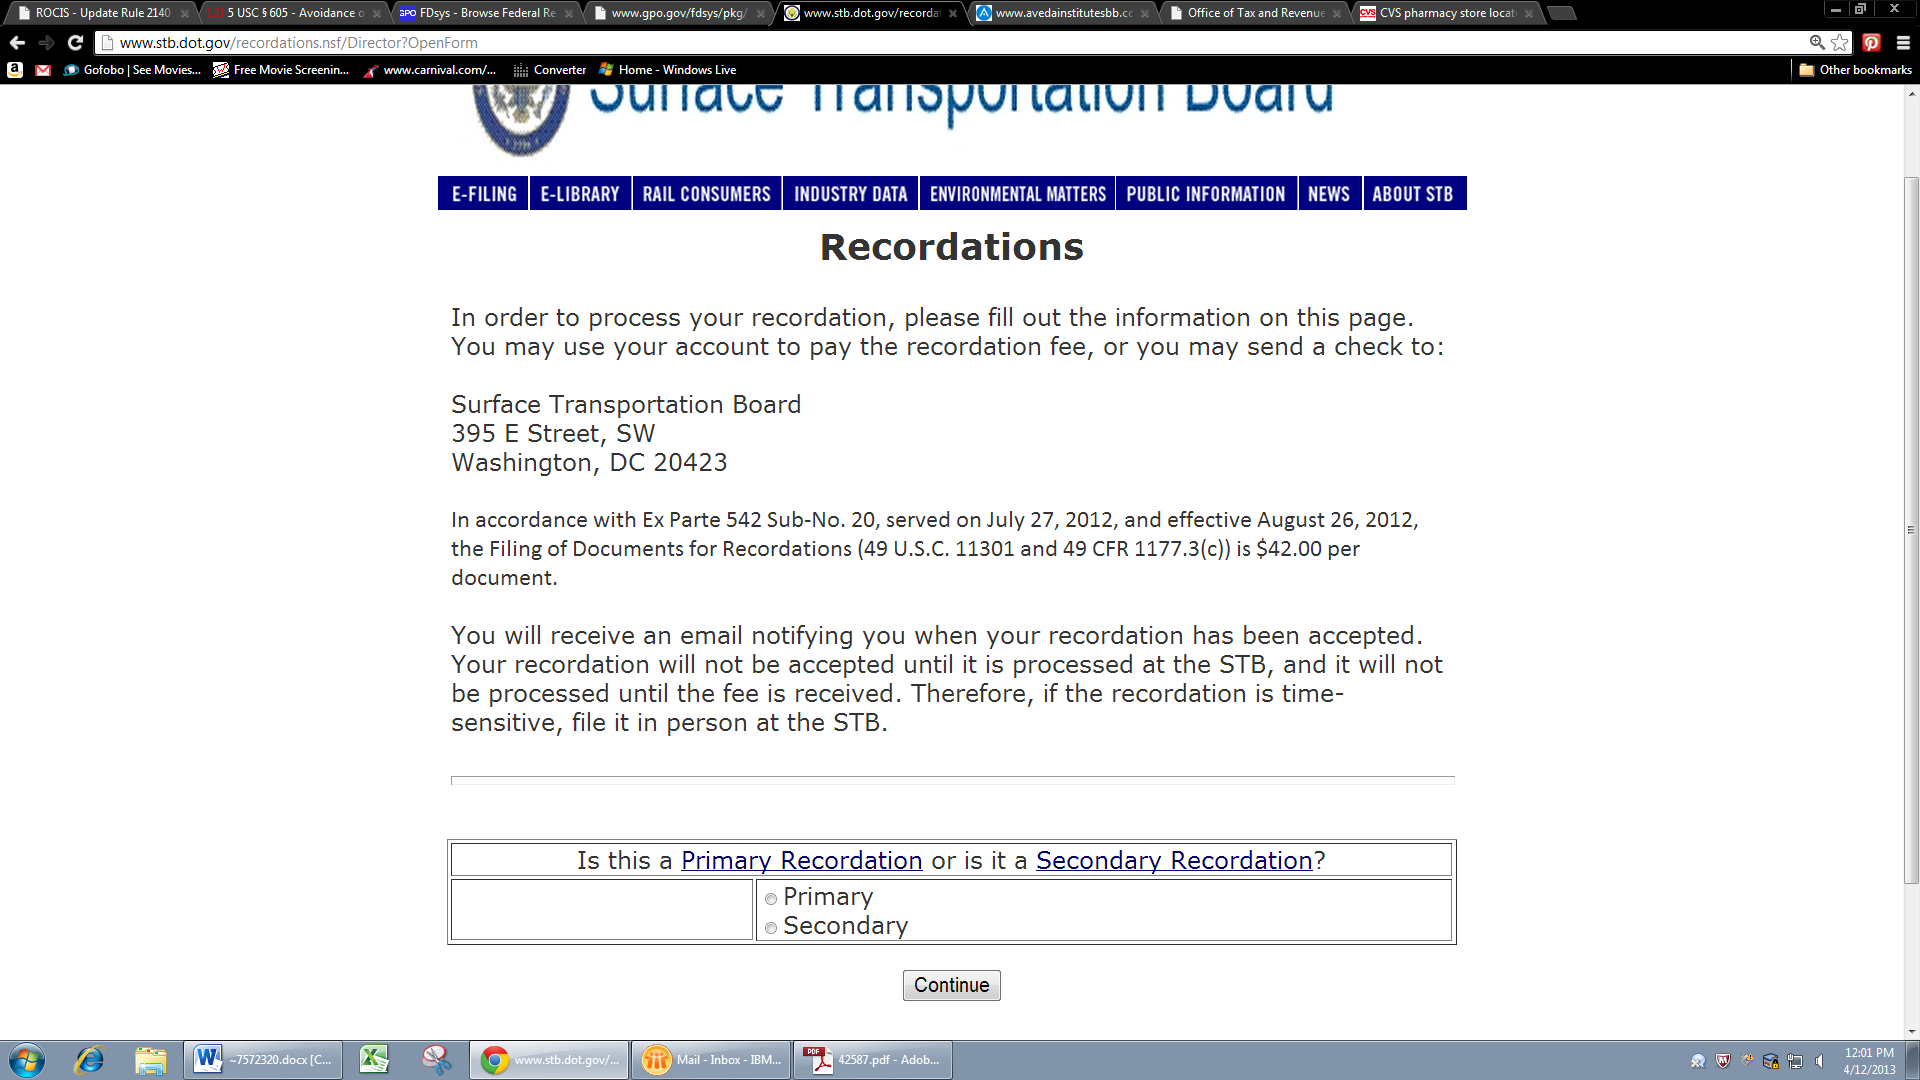 ROCIS - Update Rule 2140
5 USC § 605 - Avoidance o
GPO FDsys - Browse Federal Re
www.gpo.gov/fdsys/pkg/
www.stb.dot.gov/recordat
www.avedainstitutesbb.cc
Office of Tax and Revenue
CVS CVS pharmacy store locat
www.stb.dot.gov/recordations.nsf/Director?OpenForm
Gofobo | See Movies...
Free Movie Screenin...
www.carnival.com/...
Converter
Home - Windows Live
Other bookmarks
Surface Transportation Board
E-FILING
E-LIBRARY
RAIL CONSUMERS
INDUSTRY DATA
ENVIRONMENTAL MATTERS
PUBLIC INFORMATION
NEWS
ABOUT STB
Recordations
In order to process your recordation, please fill out the information on this page.
You may use your account to pay the recordation fee, or you may send a check to:
Surface Transportation Board
395 E Street, SW
Washington, DC 20423
In accordance with Ex Parte 542 Sub-No. 20, served on July 27, 2012, and effective August 26, 2012,
the Filing of Documents for Recordations (49 U.S.C. 11301 and 49 CFR 1177.3(c)) is $42.00 per
document.
You will receive an email notifying you when your recordation has been accepted.
Your recordation will not be accepted until it is processed at the STB, and it will not
be processed until the fee is received. Therefore, if the recordation is time-
sensitive, file it in person at the STB.
Is this a Primary Recordation or is it a Secondary Recordation?
Primary
Secondary
Continue
~7572320.docx [C...
www.stb.dot.gov/...
Mail - Inbox - IBM...
PDF
42587.pdf - Adob...
12:01 PM
4/12/2013